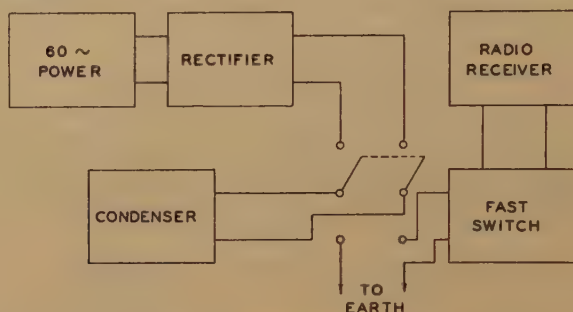 60 ~
POWER
RECTIFIER
RADIO
RECEIVER
CONDENSER
FAST
SWITCH
TO
EARTH